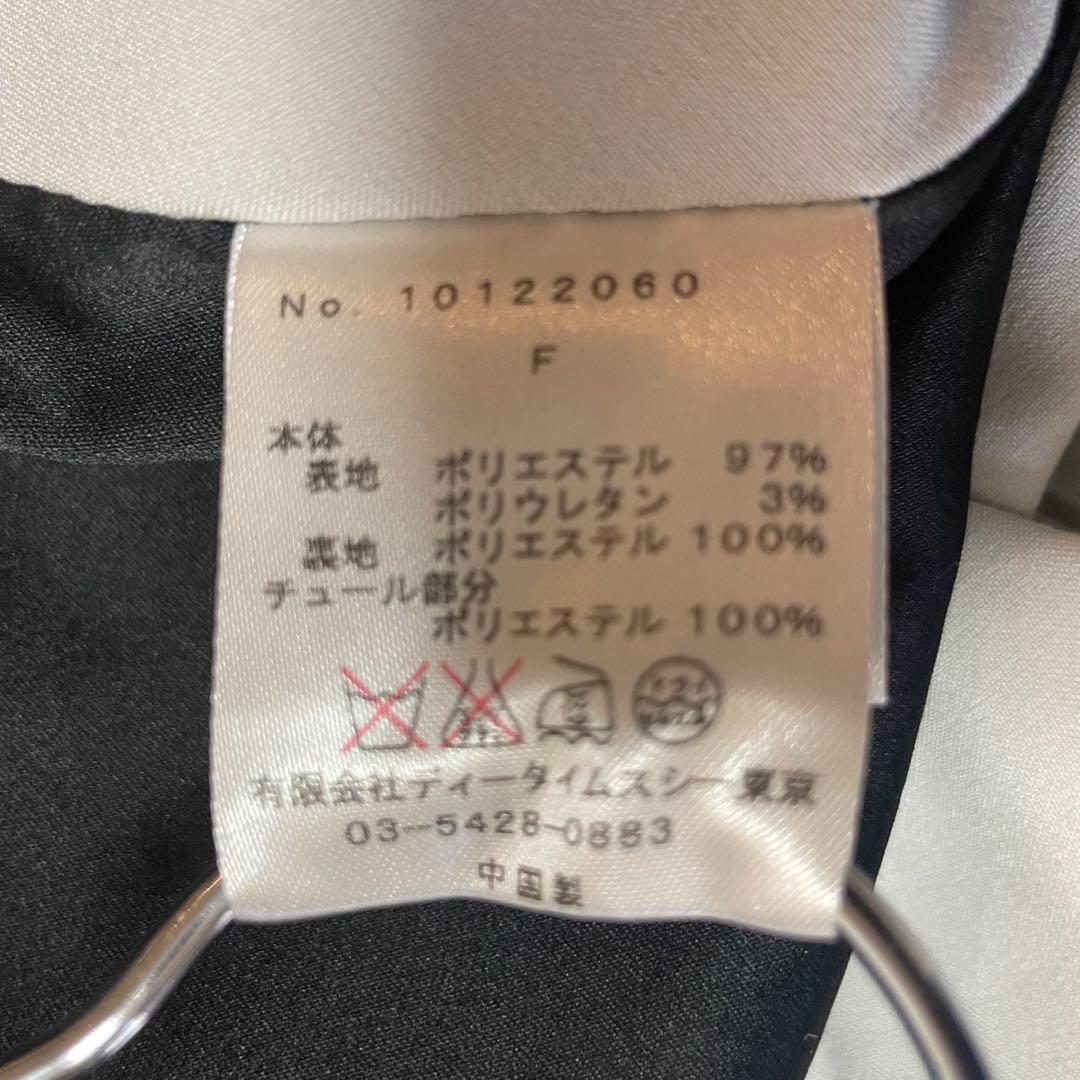 No. 10122060
F
本体
表地 ポリエステル 97%
ポリウレタン 3%
裏地 ポリエステル 100%
チュール部分
ポリエステル 100%
有限会社ディータイムスシー 東京
03-5428-0883
中国製